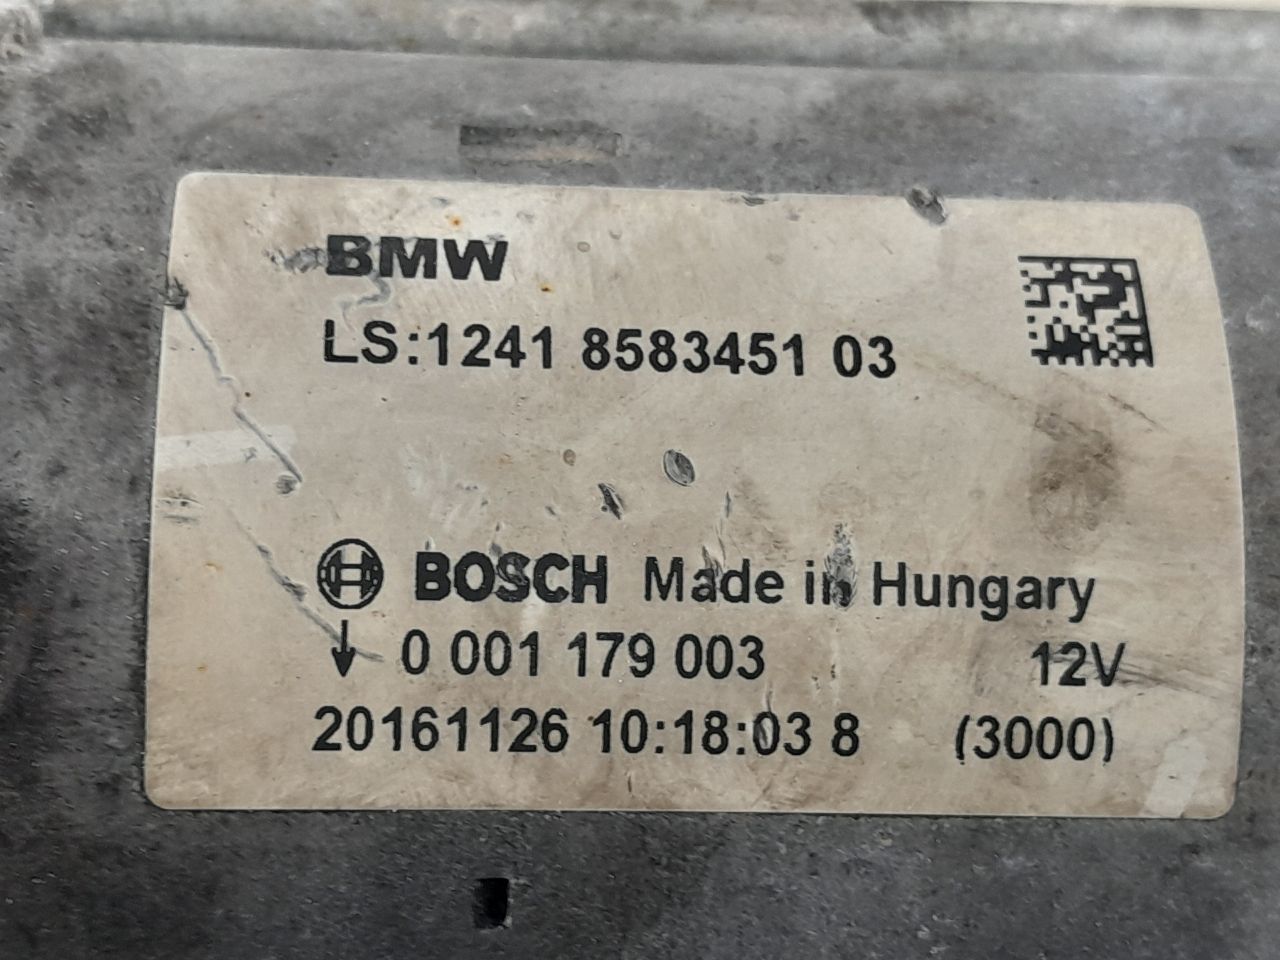 BMW
LS:1241 8583451 03
BOSCH Made in Hungary
0 001 179 003 12V
20161126 10:18:03 8 (3000)